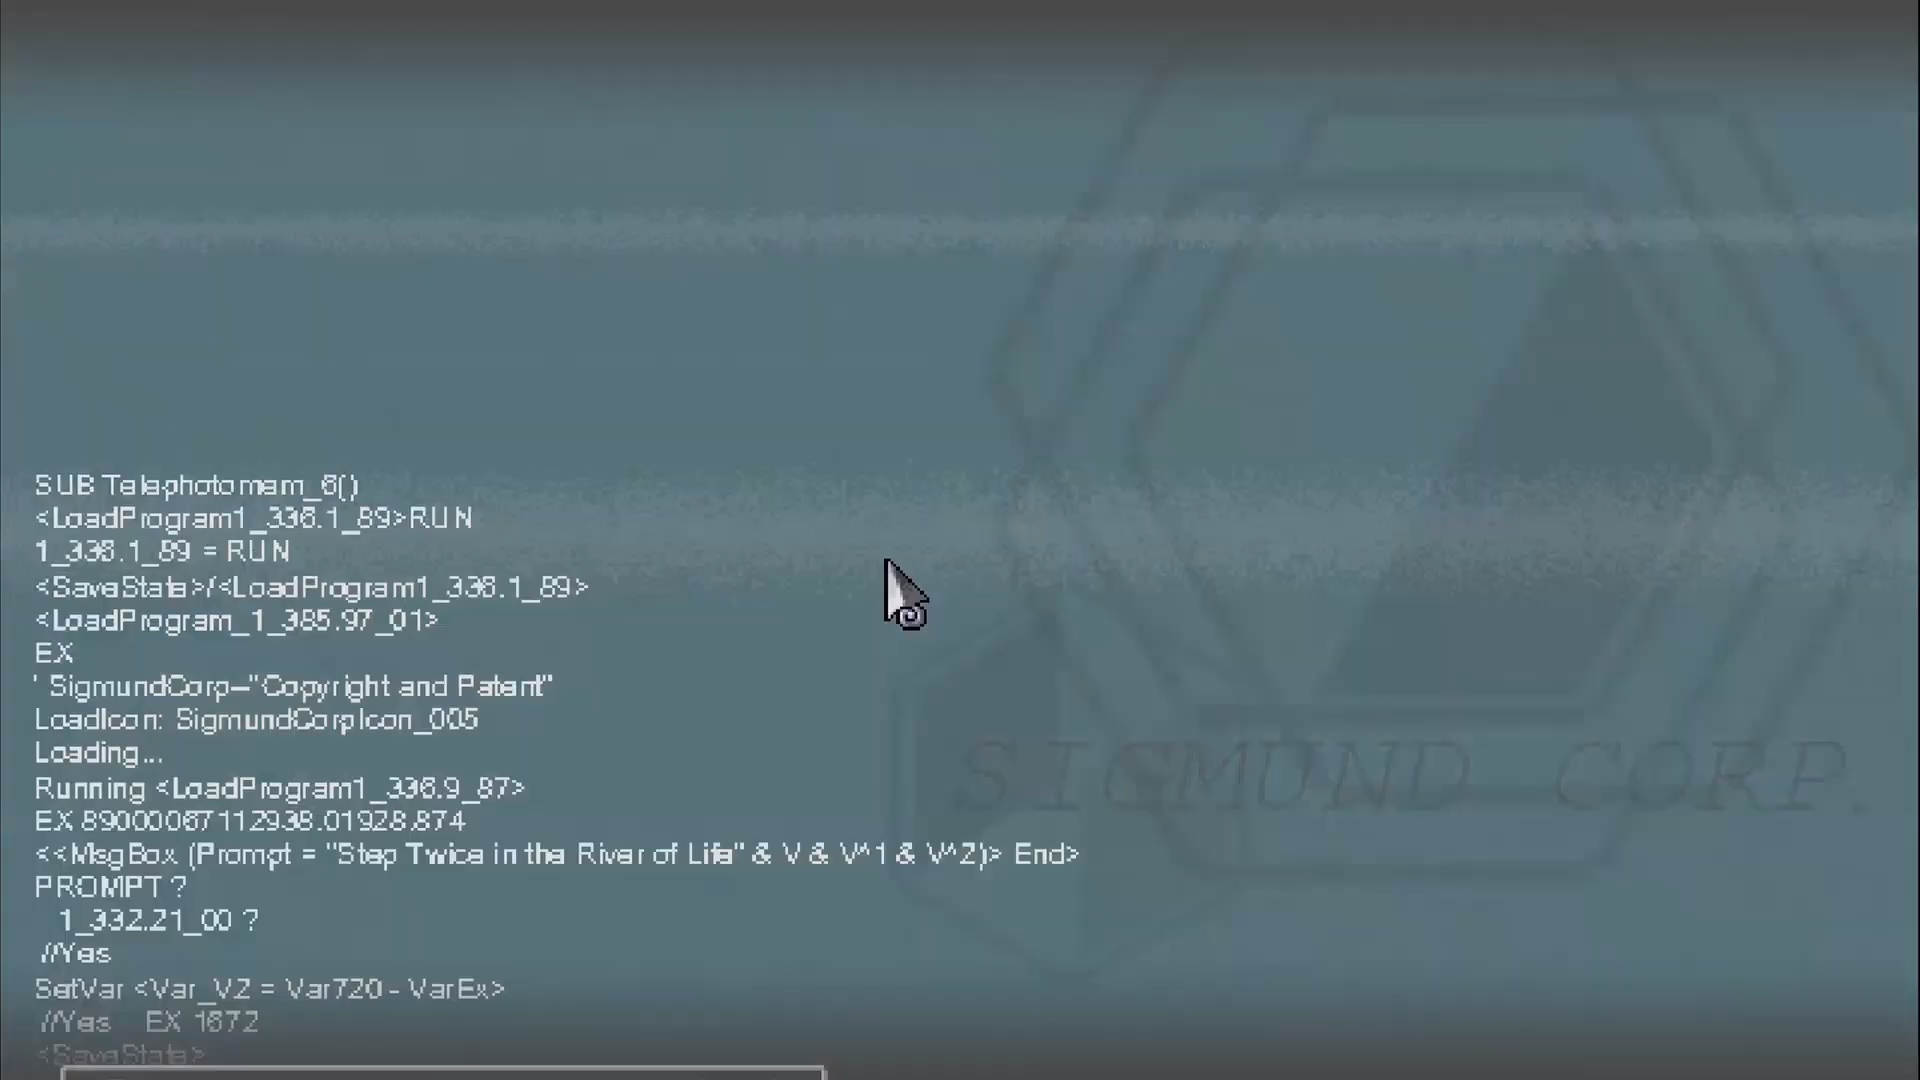 SUB Telephotomem_6()
<LoadProgram1_336.1_89>RUN
1_336.1_89 = RUN
<SaveState>/<LoadProgram1_336.1_89>
<LoadProgram_1_385.97_01>
EX
' SigmundCorp–"Copyright and Patent"
LoadIcon: SigmundCorpIcon_005
Loading...
Running <LoadProgram1_336.9_87>
EX 89000067112938.01928.874
<<MsgBox (Prompt = "Step Twice in the River of Life" & V & V^1 & V^2)> End>
PROMPT ?
1_332.21_00 ?
//Yes
SetVar <Var_V2 = Var720 - VarEx>
//Yes EX 1672
<SaveState>
SIGMUND CORP.